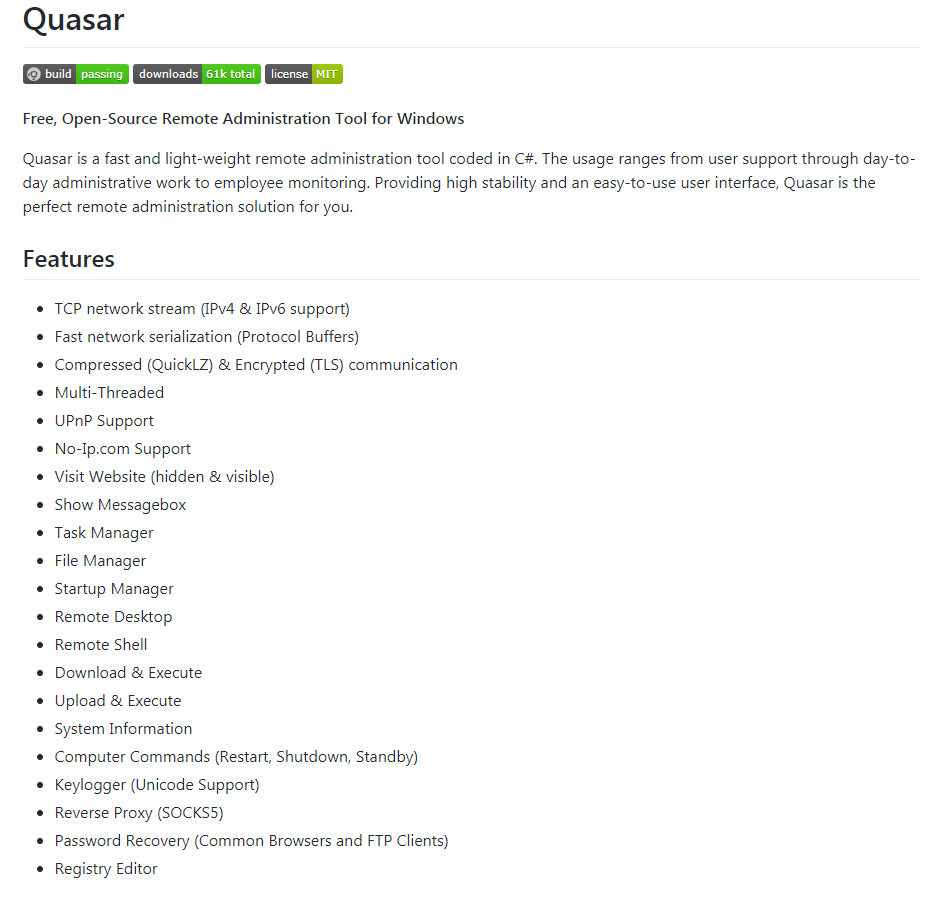 Quasar
build passing downloads 61k total license MIT
Free, Open-Source Remote Administration Tool for Windows
Quasar is a fast and light-weight remote administration tool coded in C#. The usage ranges from user support through day-to-
day administrative work to employee monitoring. Providing high stability and an easy-to-use user interface, Quasar is the
perfect remote administration solution for you.
Features
• TCP network stream (IPv4 & IPv6 support)
• Fast network serialization (Protocol Buffers)
• Compressed (QuickLZ) & Encrypted (TLS) communication
• Multi-Threaded
• UPnP Support
• No-Ip.com Support
• Visit Website (hidden & visible)
• Show Messagebox
• Task Manager
• File Manager
• Startup Manager
• Remote Desktop
• Remote Shell
• Download & Execute
• Upload & Execute
• System Information
• Computer Commands (Restart, Shutdown, Standby)
• Keylogger (Unicode Support)
• Reverse Proxy (SOCKS5)
• Password Recovery (Common Browsers and FTP Clients)
• Registry Editor